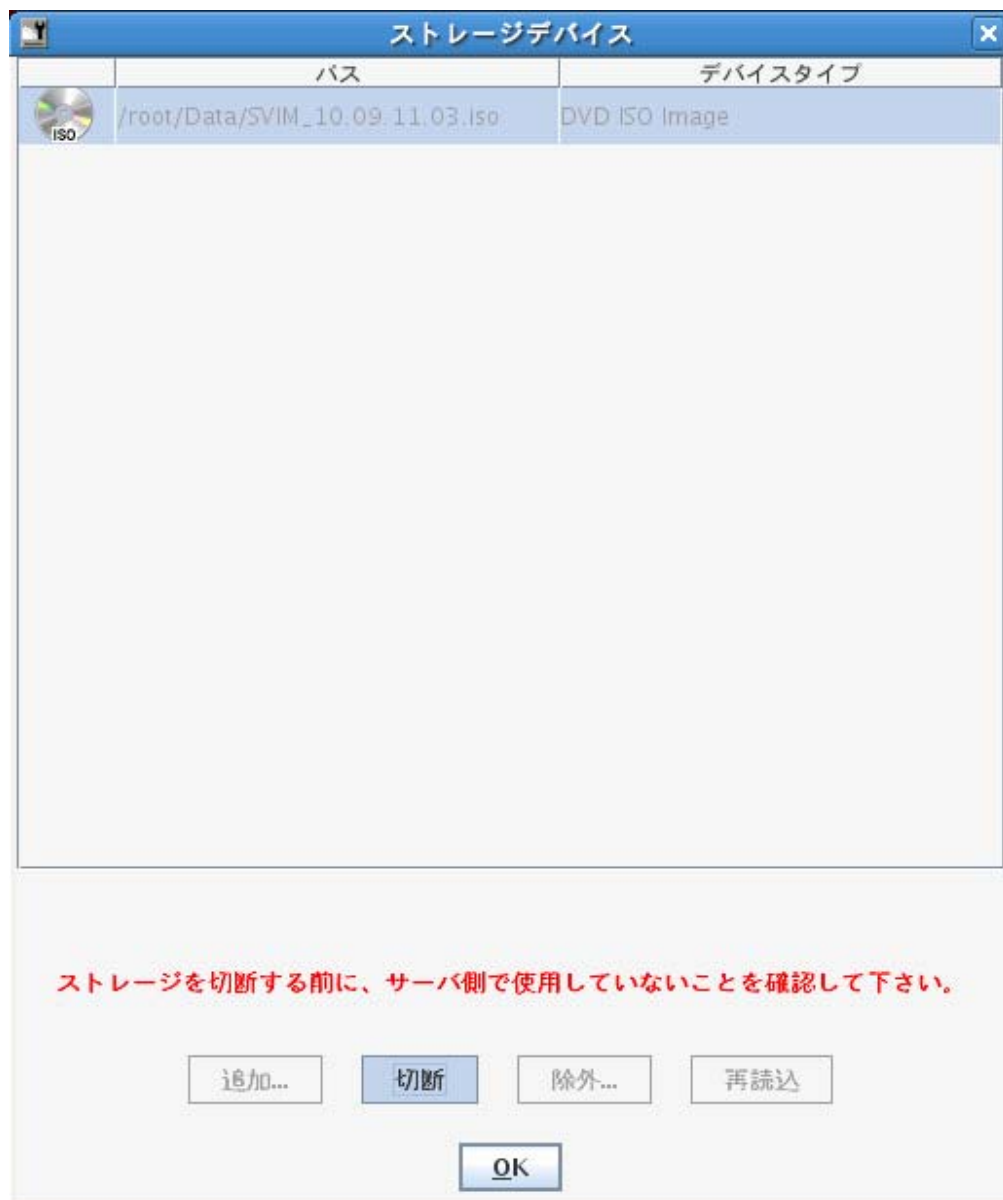 ストレージデバイス
パス デバイスタイプ
ISO /root/Data/SVIM_10.09.11.03.iso DVD ISO Image
ストレージを切断する前に、サーバ側で使用していないことを確認して下さい。
追加... 切断 除外... 再読込
OK